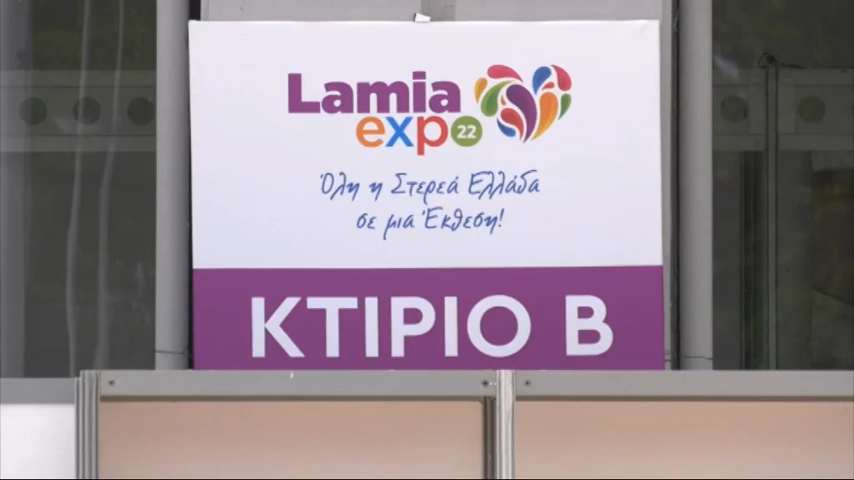 Lamia
expo 22
Όλη η Στερεά Ελλάδα
σε μια Έκθεση!
ΚΤΙΡΙΟ Β